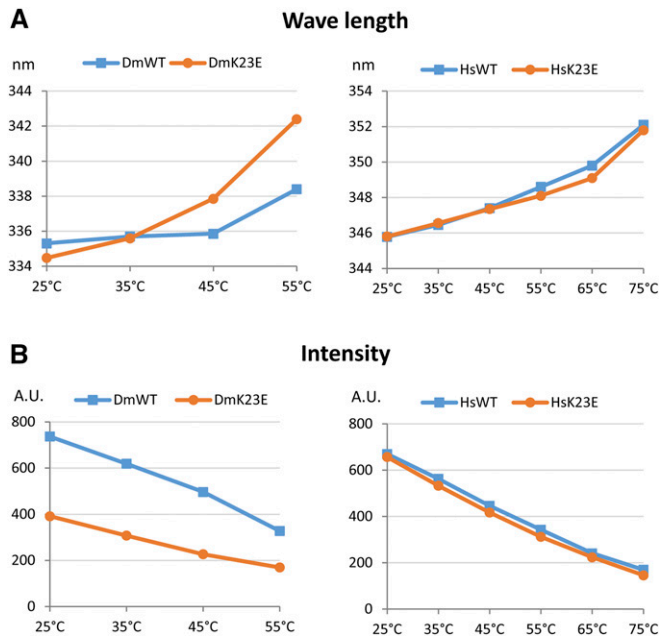 A
Wave length
nm
DmWT
DmK23E
344
342
340
338
336
334
25°C
35°C
45°C
55°C
nm
HsWT
HsK23E
354
352
350
348
346
344
25°C
35°C
45°C
55°C
65°C
75°C
B
Intensity
A.U.
DmWT
DmK23E
800
600
400
200
0
25°C
35°C
45°C
55°C
A.U.
HsWT
HsK23E
800
600
400
200
0
25°C
35°C
45°C
55°C
65°C
75°C